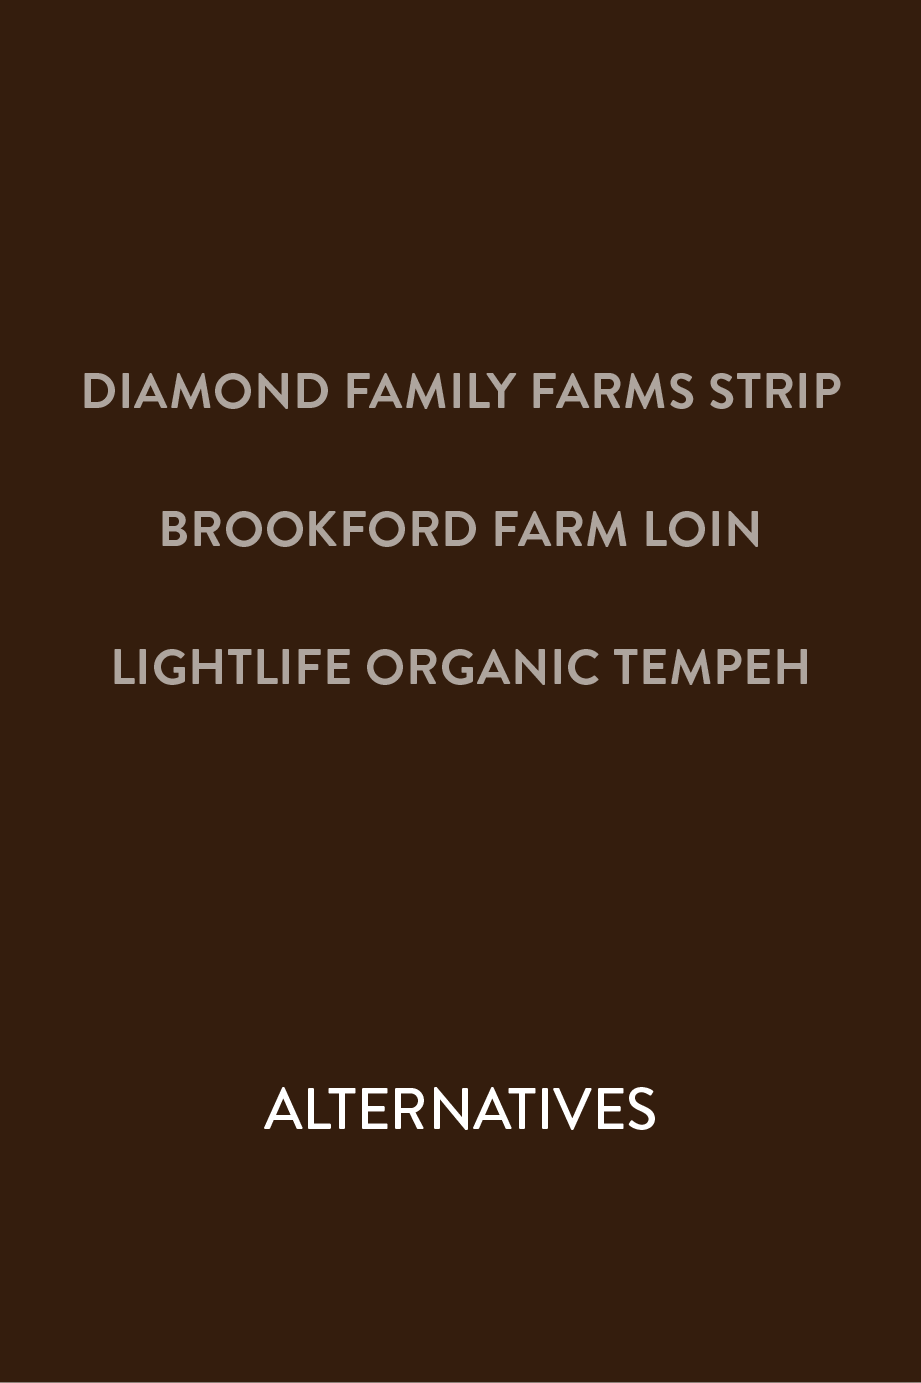 DIAMOND FAMILY FARMS STRIP
BROOKFORD FARM LOIN
LIGHTLIFE ORGANIC TEMPEH
ALTERNATIVES